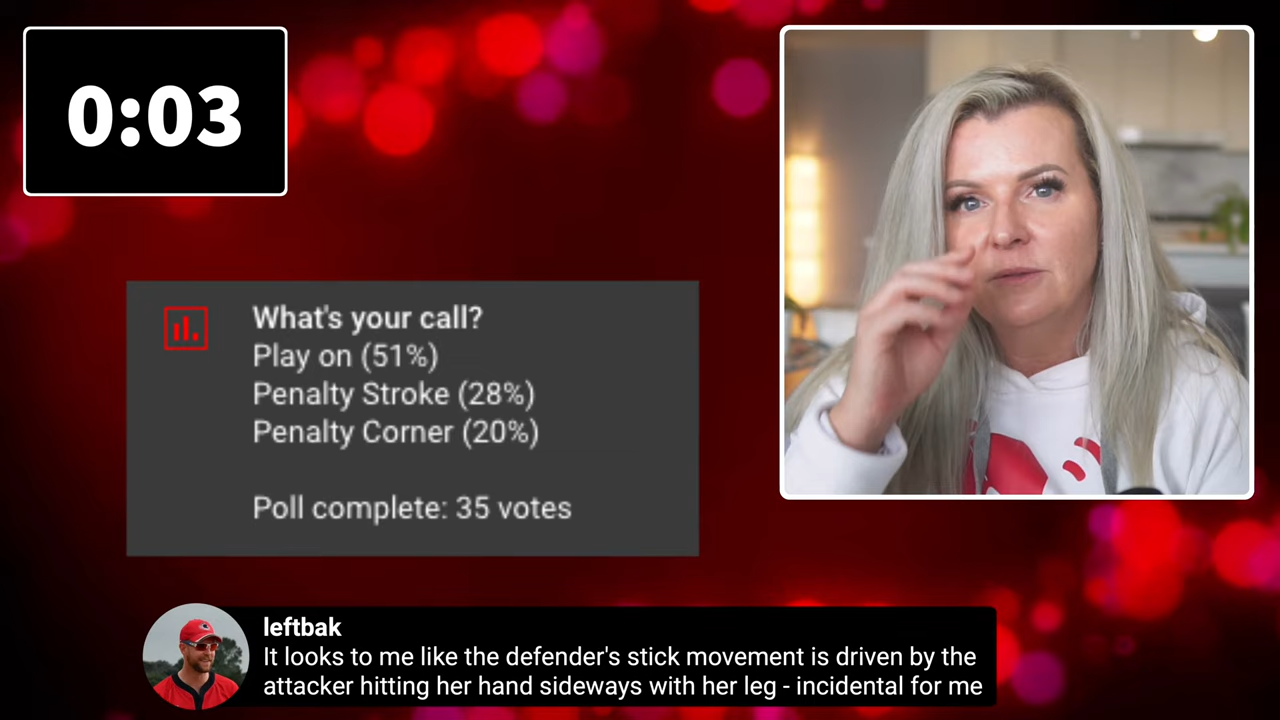 0:03
What's your call?
Play on (51%)
Penalty Stroke (28%)
Penalty Corner (20%)
Poll complete: 35 votes
leftbak
It looks to me like the defender's stick movement is driven by the
attacker hitting her hand sideways with her leg - incidental for me